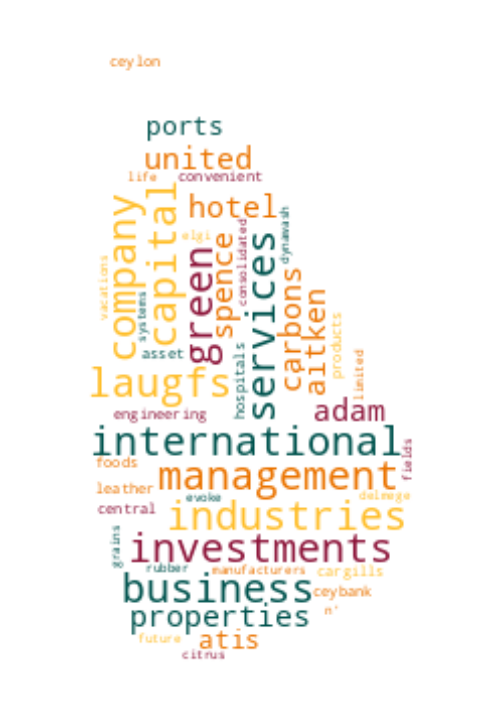 ceylon
ports
united
life
convenient
hotel
company
capital
elgi
green
spence
consolidated
services
dynawash
vacations
systems
asset
hospitals
carbons
aitken
products
limited
laugfs
engineering
adam
international
fields
foods
management
leather
evoke
delmege
central
industries
grains
investments
rubber
manufacturers
cargills
business
ceybank
properties
n'
future
atis
citrus